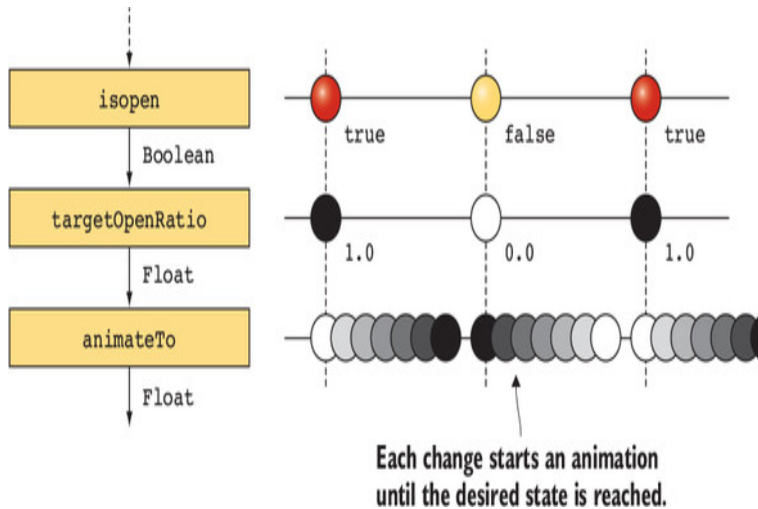 isopen
true
false
true
Boolean
targetOpenRatio
1.0
0.0
1.0
Float
animateTo
Float
Each change starts an animation
until the desired state is reached.